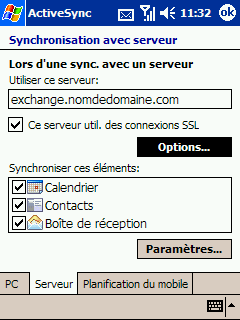 ActiveSync 11:32 ok
Synchronisation avec serveur
Lors d'une sync. avec un serveur
Utiliser ce serveur:
exchange.nomdedomaine.com
Ce serveur util. des connexions SSL
Options...
Synchroniser ces éléments:
Calendrier
Contacts
Boîte de réception
Paramètres...
PC Serveur Planification du mobile